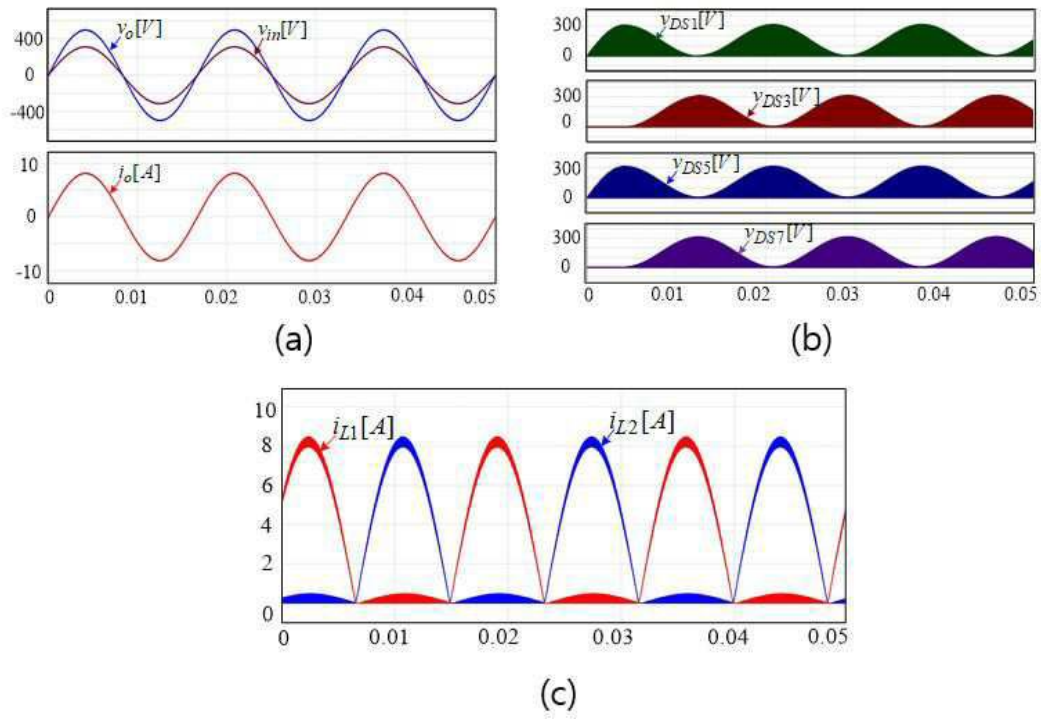 400
0
-400
v_o[V]
v_in[V]
10
0
-10
i_o[A]
0 0.01 0.02 0.03 0.04 0.05
(a)
300
0
v_DS1[V]
300
0
v_DS3[V]
300
0
v_DS5[V]
300
0
v_DS7[V]
0 0.01 0.02 0.03 0.04 0.05
(b)
10
8
6
4
2
0
i_L1[A]
i_L2[A]
0 0.01 0.02 0.03 0.04 0.05
(c)